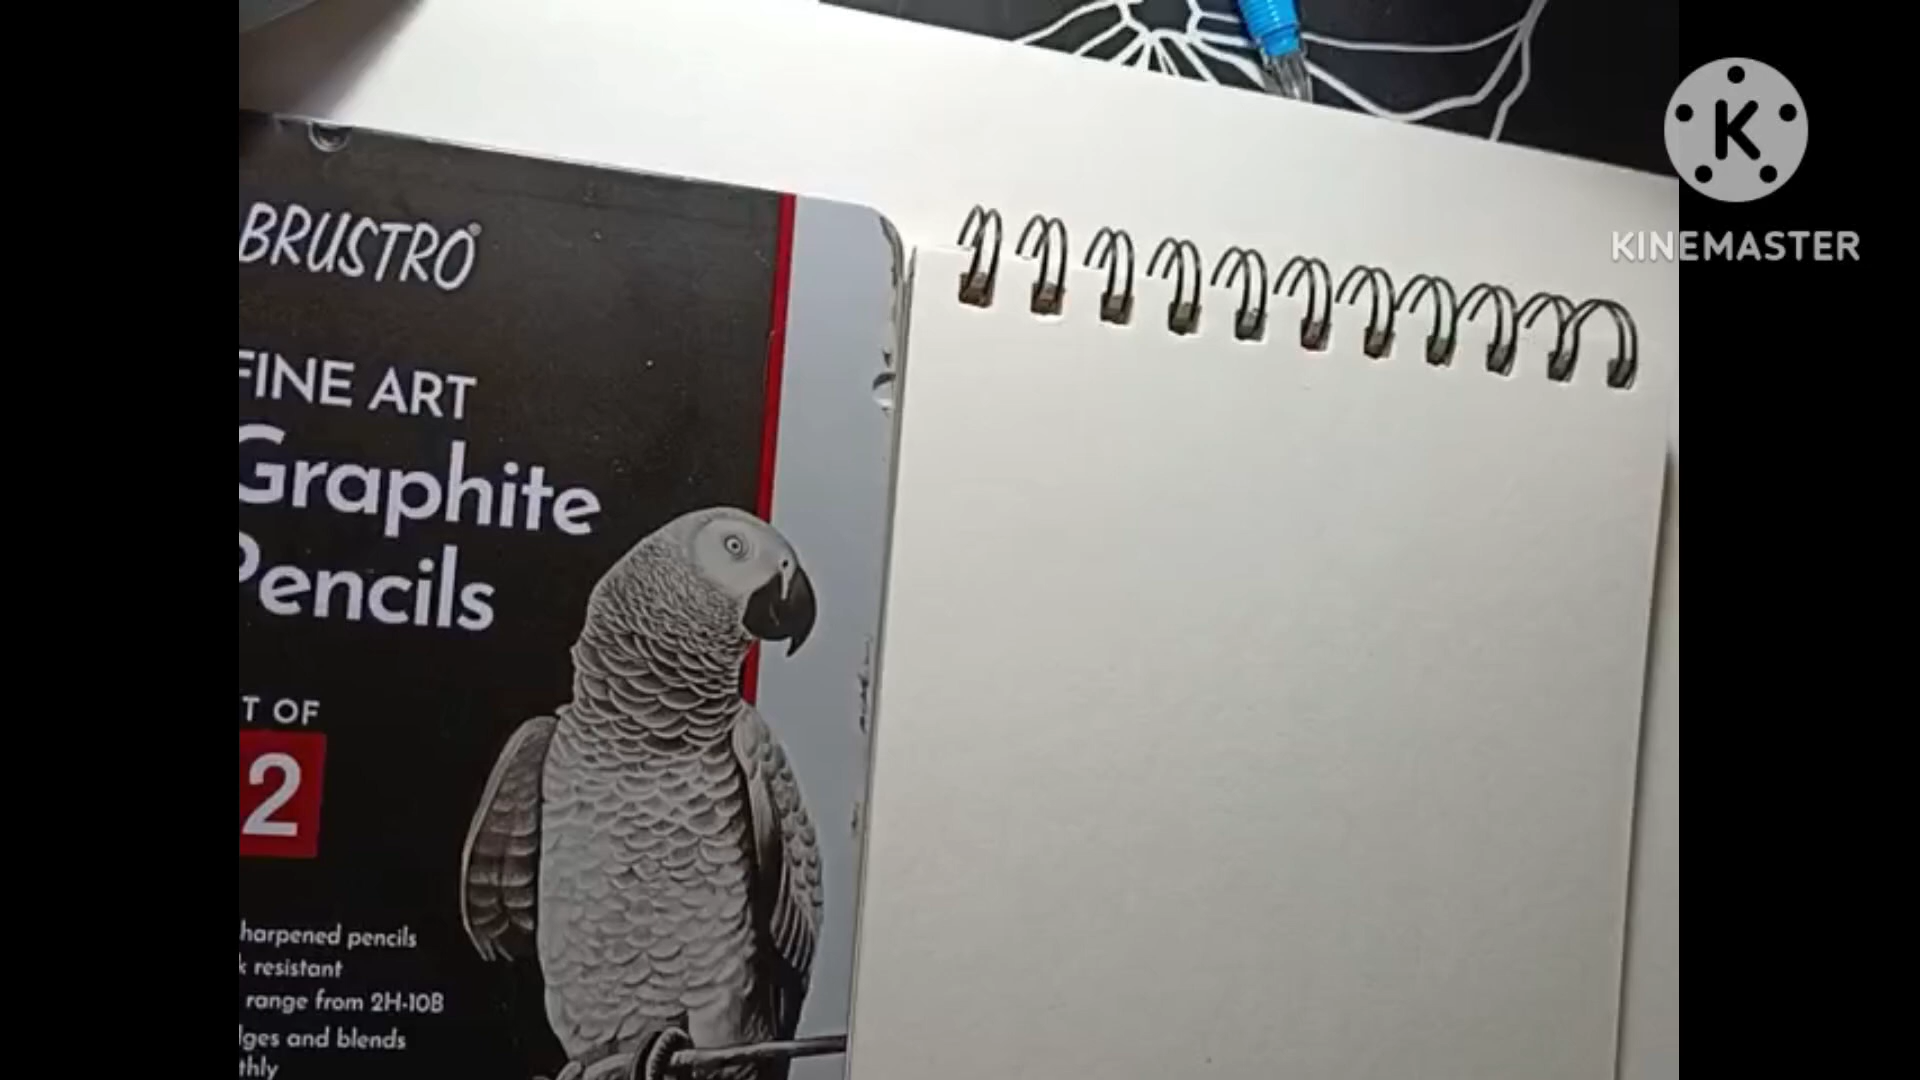 BRUSTRO
FINE ART
Graphite
Pencils
T OF
2
harpened pencils
k resistant
range from 2H-10B
lges and blends
thly
K
KINEMASTER